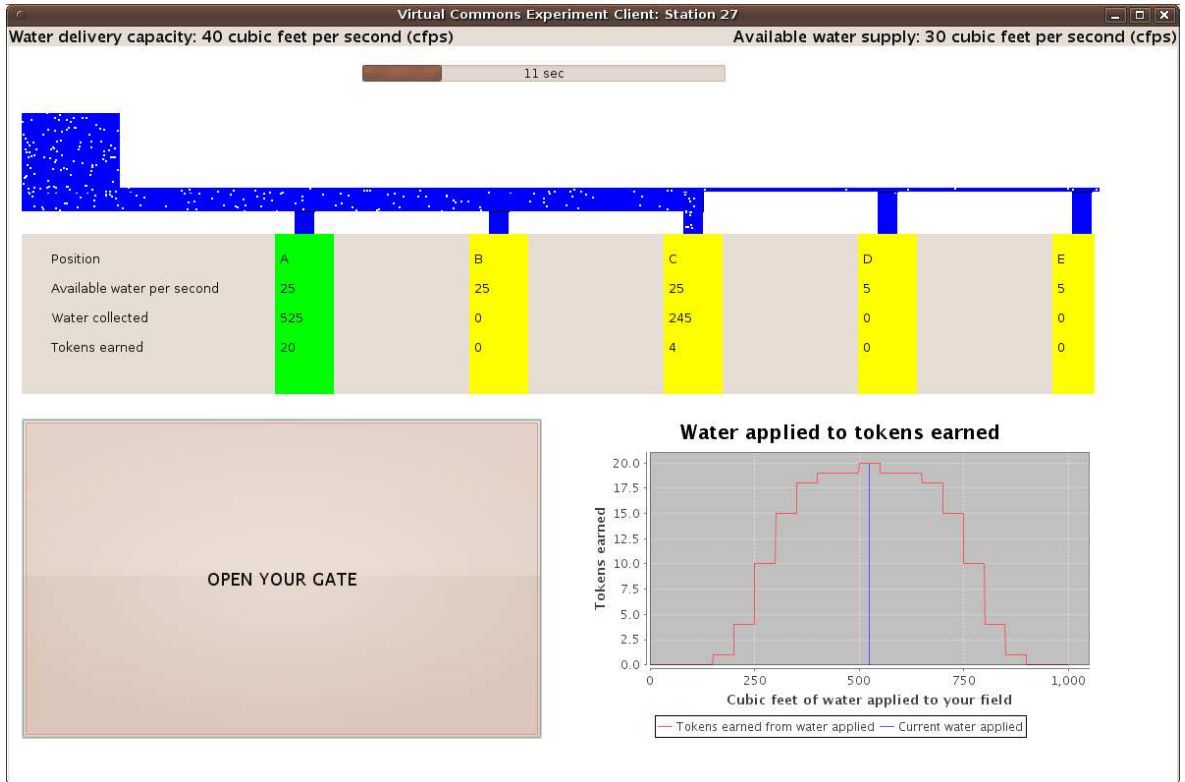 Virtual Commons Experiment Client: Station 27
Water delivery capacity: 40 cubic feet per second (cfps) Available water supply: 30 cubic feet per second (cfps)
11 sec
Position A B C D E
Available water per second 25 25 25 5 5
Water collected 525 0 245 0 0
Tokens earned 20 0 4 0 0
OPEN YOUR GATE
Water applied to tokens earned
Tokens earned
20.0
17.5
15.0
12.5
10.0
7.5
5.0
2.5
0.0
0 250 500 750 1,000
Cubic feet of water applied to your field
Tokens earned from water applied Current water applied